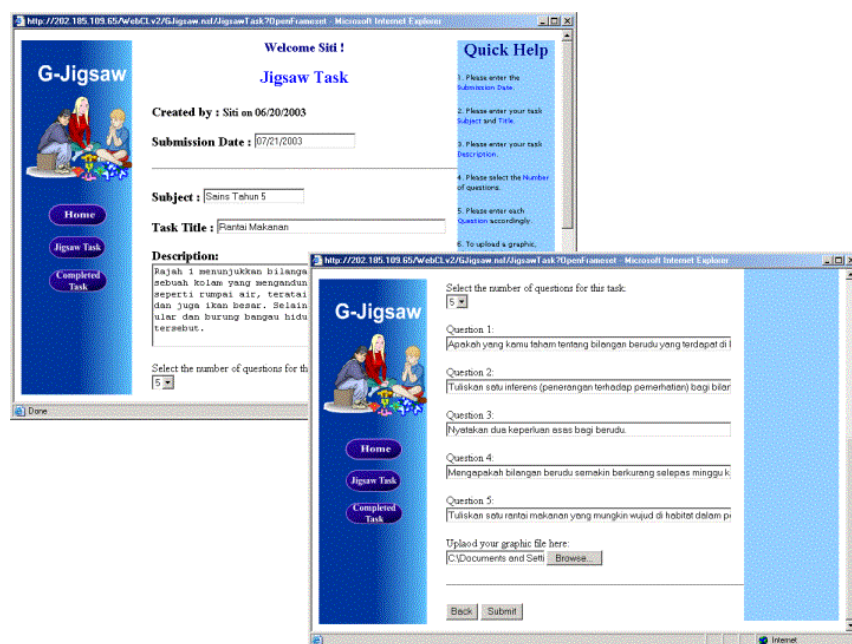 http://202.185.109.65/WebCLv2/GJigsaw.nsf/JigsawTask?OpenFrameset - Microsoft Internet Explorer
G-Jigsaw
Home
Jigsaw Task
Completed
Task
Welcome Siti !
Jigsaw Task
Created by : Siti on 06/20/2003
Submission Date : 07/21/2003
Subject : Sains Tahun 5
Task Title : Rantai Makanan
Description:
Rajah 1 menunjukkan bilanga
sebuah kolam yang mengandun
seperti rumpai air, teratai
dan juga ikan besar. Selain
ular dan burung bangau hidu
tersebut.
Select the number of questions for th
5
Quick Help
1. Please enter the
Submission Date.
2. Please enter your task
Subject and Title.
3. Please enter your task
Description.
4. Please select the Number
of questions.
5. Please enter each
Question accordingly.
6. To upload a graphic,
Done
http://202.185.109.65/WebCLv2/GJigsaw.nsf/JigsawTask?OpenFrameset - Microsoft Internet Explorer
G-Jigsaw
Home
Jigsaw Task
Completed
Task
Select the number of questions for this task:
5
Question 1:
Apakah yang kamu faham tentang bilangan berudu yang terdapat di
Question 2:
Tuliskan satu inferens (penerangan terhadap pemerhatian) bagi bilan
Question 3:
Nyatakan dua keperluan asas bagi berudu.
Question 4:
Mengapakah bilangan berudu semakin berkurang selepas minggu k
Question 5:
Tuliskan satu rantai makanan yang mungkin wujud di habitat dalam p
Uplaod your graphic file here:
C:\Documents and Setti Browse...
Back Submit
Internet